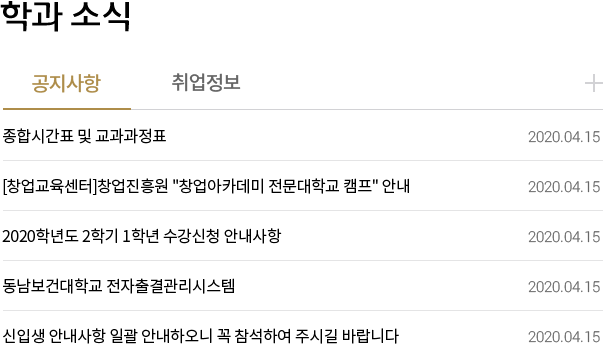 학과 소식
공지사항 취업정보
종합시간표 및 교과과정표 2020.04.15
[창업교육센터]창업진흥원 "창업아카데미 전문대학교 캠프" 안내 2020.04.15
2020학년도 2학기 1학년 수강신청 안내사항 2020.04.15
동남보건대학교 전자출결관리시스템 2020.04.15
신입생 안내사항 일괄 안내하오니 꼭 참석하여 주시길 바랍니다 2020.04.15